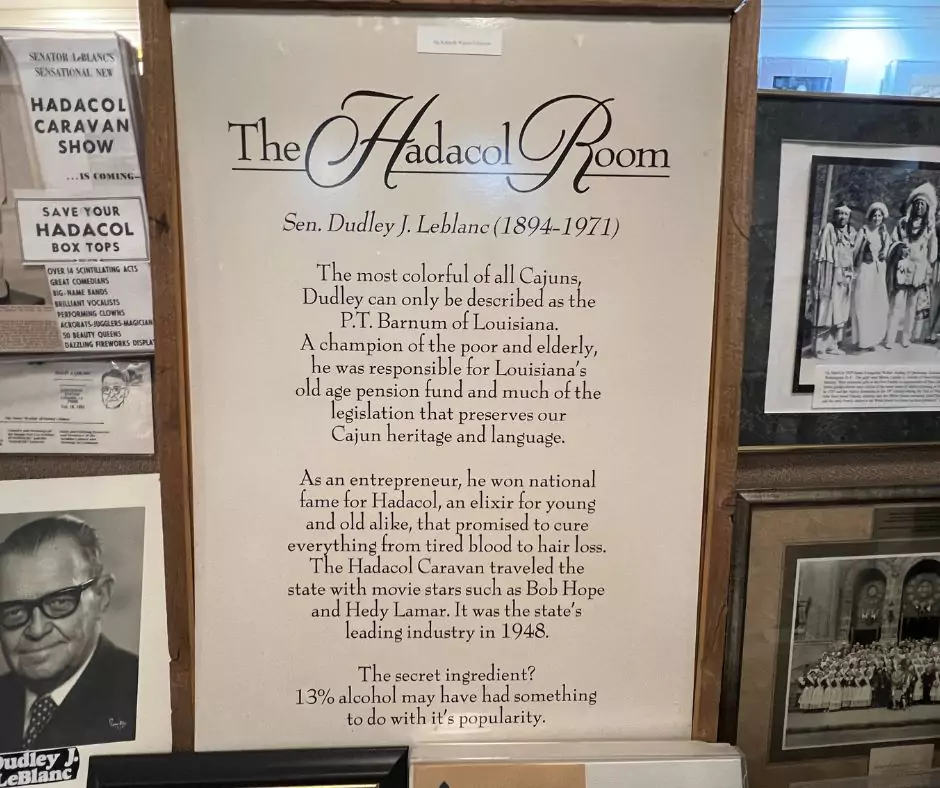 SENATOR LeBLANC'S
SENSATIONAL NEW
HADACOL
CARAVAN
SHOW
...IS COMING—
SAVE YOUR
HADACOL
BOX TOPS
OVER 14 SCINTILLATING ACTS
GREAT COMEDIANS
BIG-NAME BANDS
BRILLIANT VOCALISTS
PERFORMING CLOWNS
ACROBATS-JUGGLERS-MAGICIAN
50 BEAUTY QUEENS
DAZZLING FIREWORKS DISPLA
Dudley J.
LeBlanc
The Hadacol Room
Sen. Dudley J. Leblanc (1894-1971)
The most colorful of all Cajuns,
Dudley can only be described as the
P.T. Barnum of Louisiana.
A champion of the poor and elderly,
he was responsible for Louisiana's
old age pension fund and much of the
legislation that preserves our
Cajun heritage and language.
As an entrepreneur, he won national
fame for Hadacol, an elixir for young
and old alike, that promised to cure
everything from tired blood to hair loss.
The Hadacol Caravan traveled the
state with movie stars such as Bob Hope
and Hedy Lamar. It was the state's
leading industry in 1948.
The secret ingredient?
13% alcohol may have had something
to do with it's popularity.